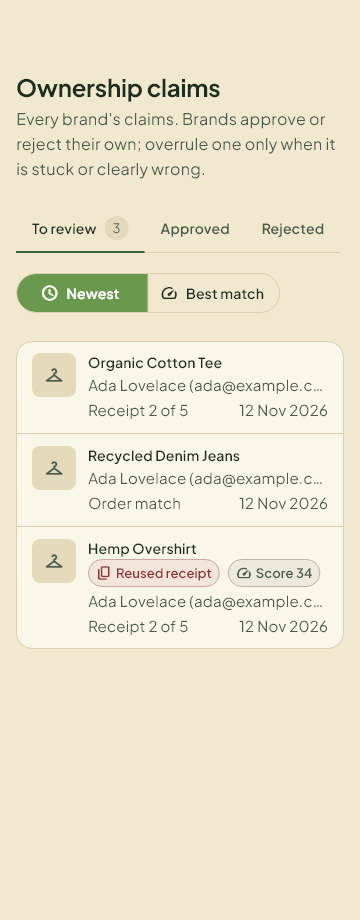 Ownership claims
Every brand's claims. Brands approve or
reject their own; overrule one only when it
is stuck or clearly wrong.
To review 3 Approved Rejected
Newest Best match
Organic Cotton Tee
Ada Lovelace (ada@example.c...
Receipt 2 of 5 12 Nov 2026
Recycled Denim Jeans
Ada Lovelace (ada@example.c...
Order match 12 Nov 2026
Hemp Overshirt
Reused receipt Score 34
Ada Lovelace (ada@example.c...
Receipt 2 of 5 12 Nov 2026